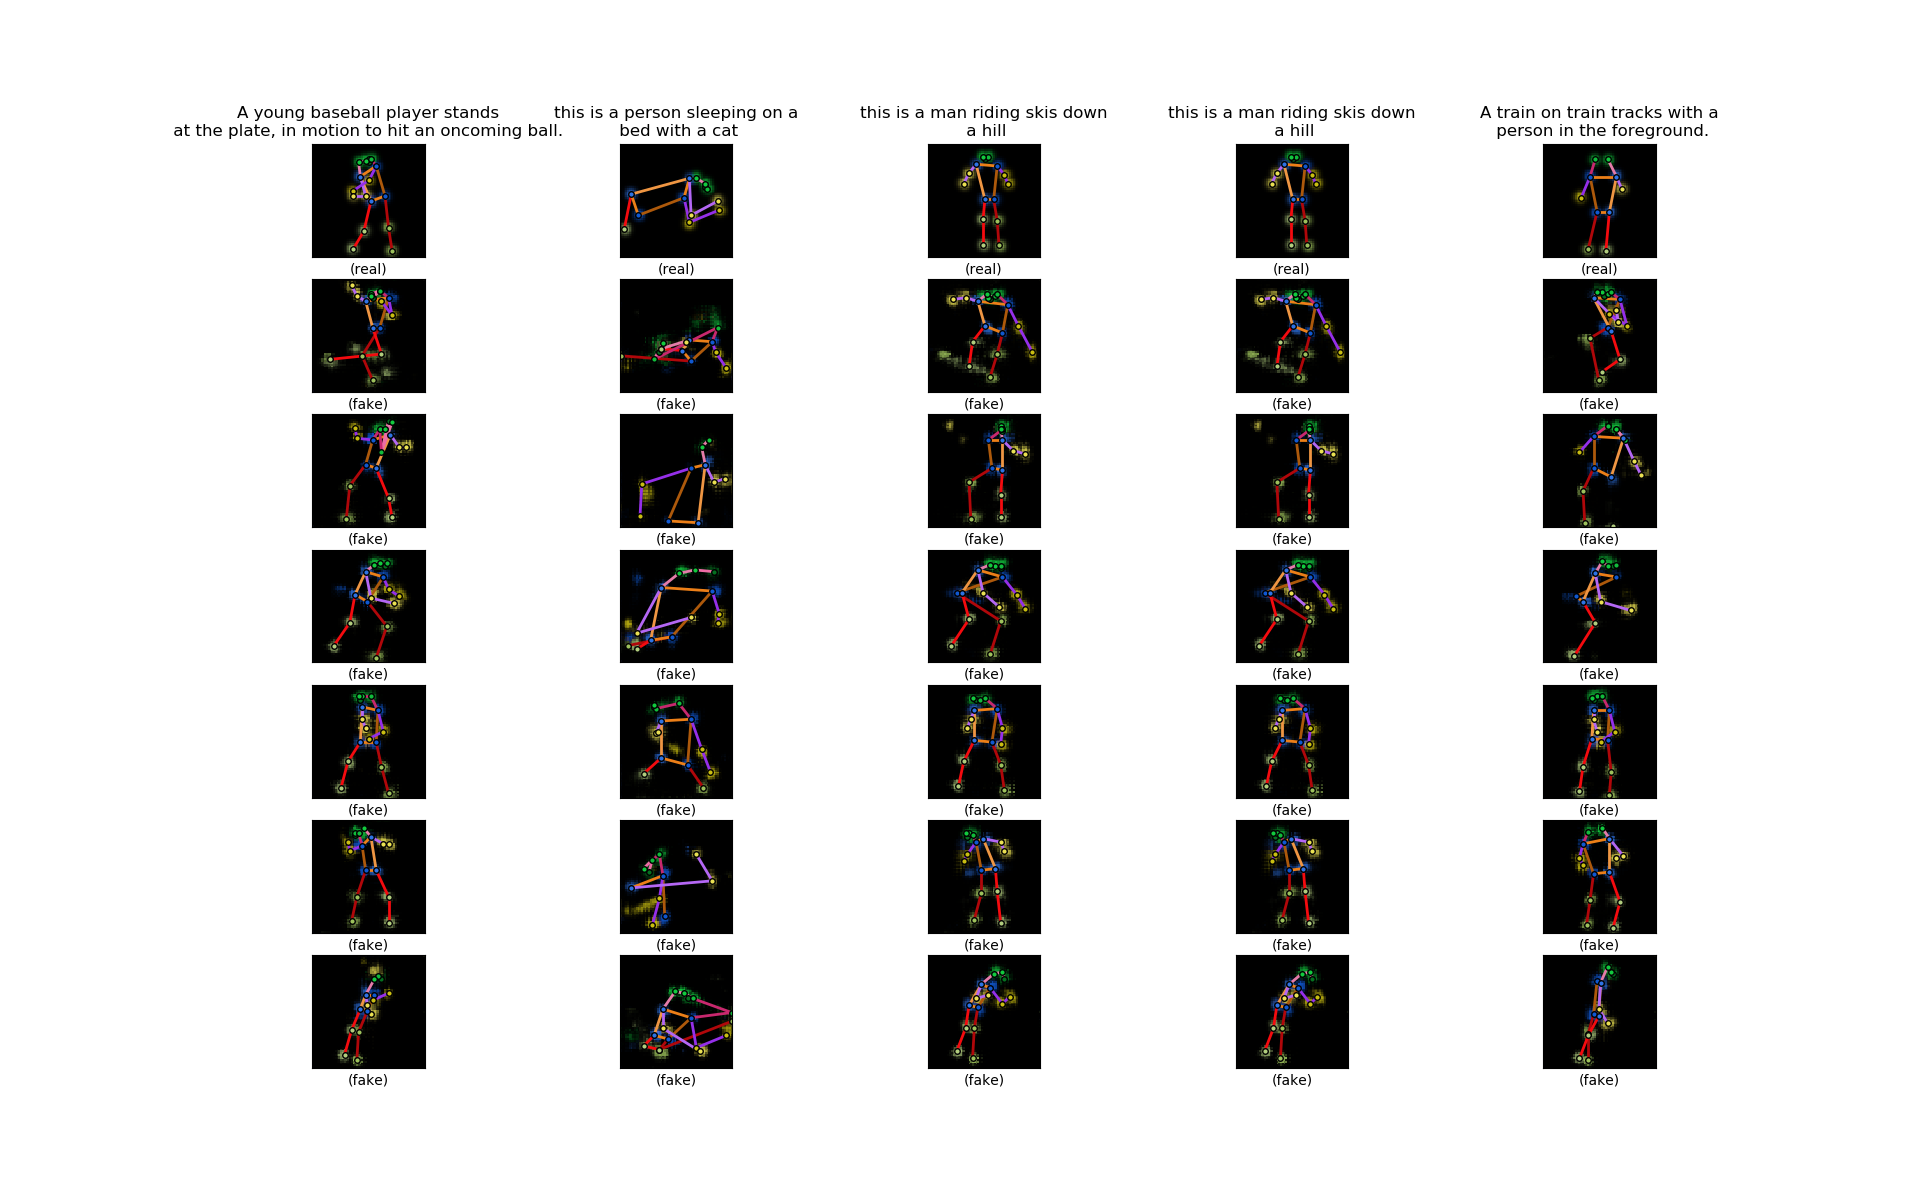 A young baseball player stands
at the plate, in motion to hit an oncoming ball.
this is a person sleeping on a
bed with a cat
this is a man riding skis down
a hill
this is a man riding skis down
a hill
A train on train tracks with a
person in the foreground.
(real) (real) (real) (real) (real)
(fake) (fake) (fake) (fake) (fake)
(fake) (fake) (fake) (fake) (fake)
(fake) (fake) (fake) (fake) (fake)
(fake) (fake) (fake) (fake) (fake)
(fake) (fake) (fake) (fake) (fake)
(fake) (fake) (fake) (fake) (fake)